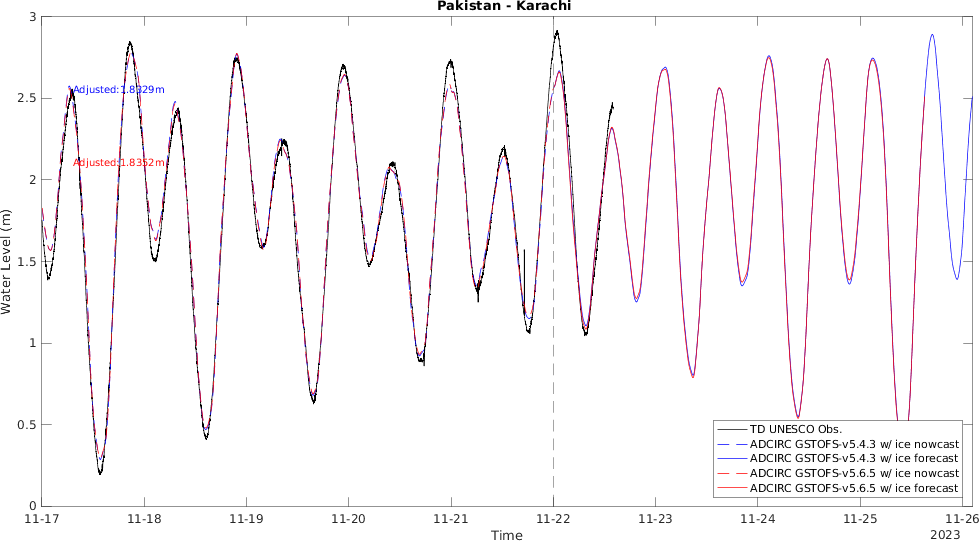 Pakistan - Karachi
3
2.5
2
1.5
1
0.5
0
Water Level (m)
Adjusted:1.8329m
Adjusted:1.8352m
TD UNESCO Obs.
ADCIRC GSTOFS-v5.4.3 w/ ice nowcast
ADCIRC GSTOFS-v5.4.3 w/ ice forecast
ADCIRC GSTOFS-v5.6.5 w/ ice nowcast
ADCIRC GSTOFS-v5.6.5 w/ ice forecast
11-17 11-18 11-19 11-20 11-21 11-22 11-23 11-24 11-25 11-26
Time
2023